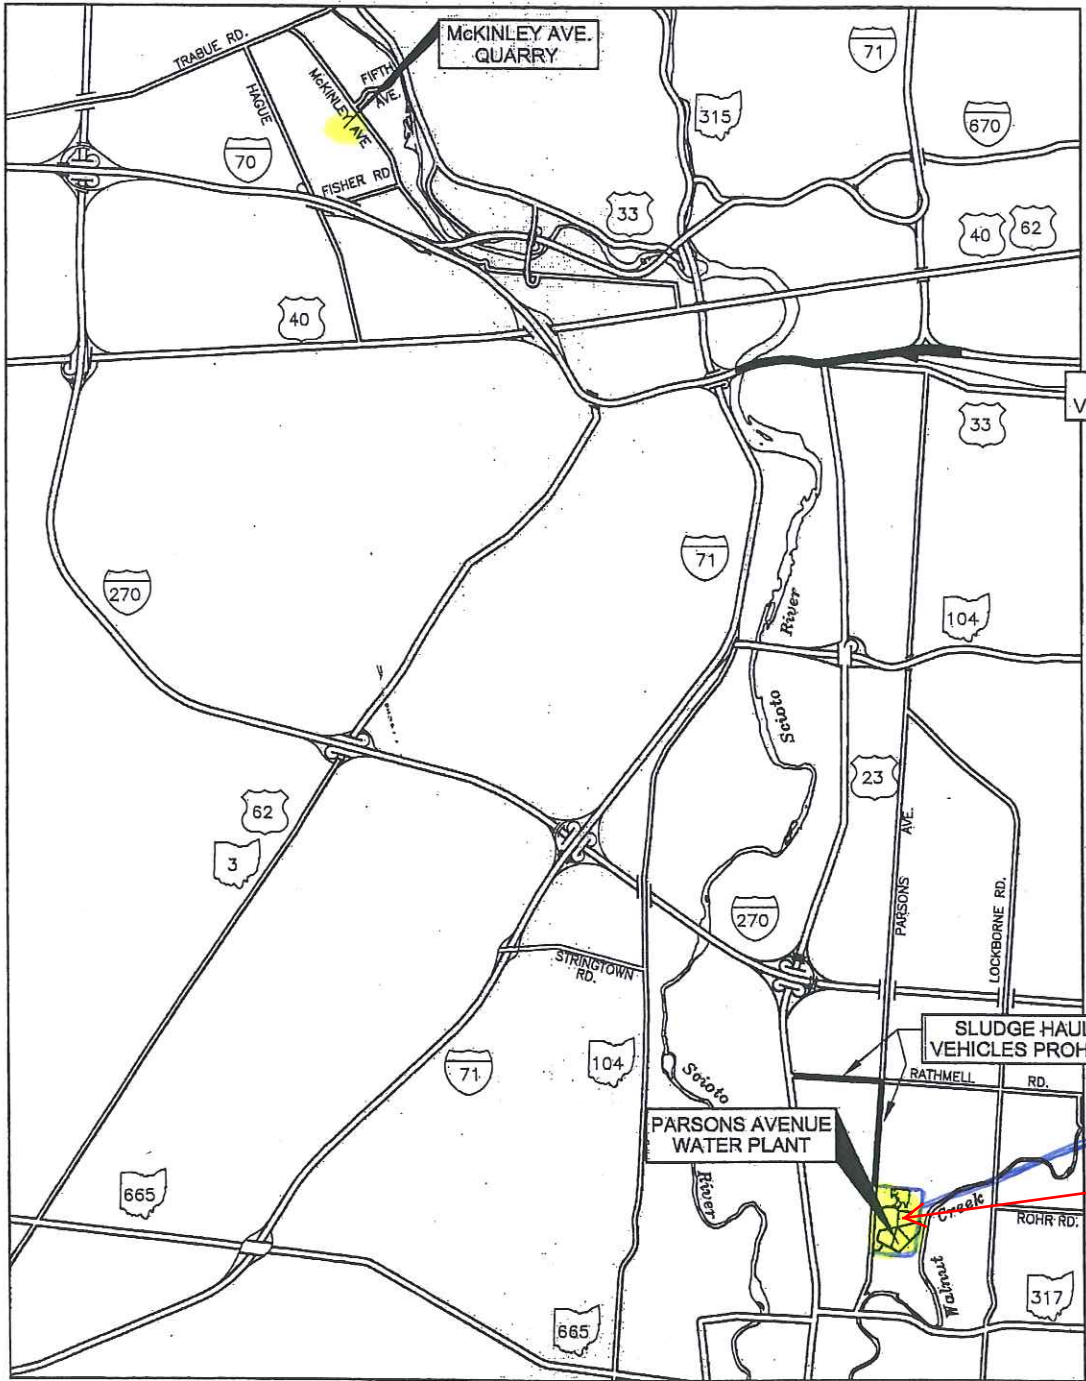 McKINLEY AVE.
QUARRY
TRABUE RD.
HAGUE
McKINLEY AVE
FIFTH
AVE.
71
315
670
70
FISHER RD
33
40
62
40
33
V
270
71
104
River
Scioto
23
62
3
PARSONS AVE.
LOCKBORNE RD.
270
STRINGTOWN
RD.
SLUDGE HAUL
VEHICLES PROH
RATHMELL RD.
71
104
Scioto
River
PARSONS AVENUE
WATER PLANT
665
Creek
Walnut
ROHR RD.
317
665